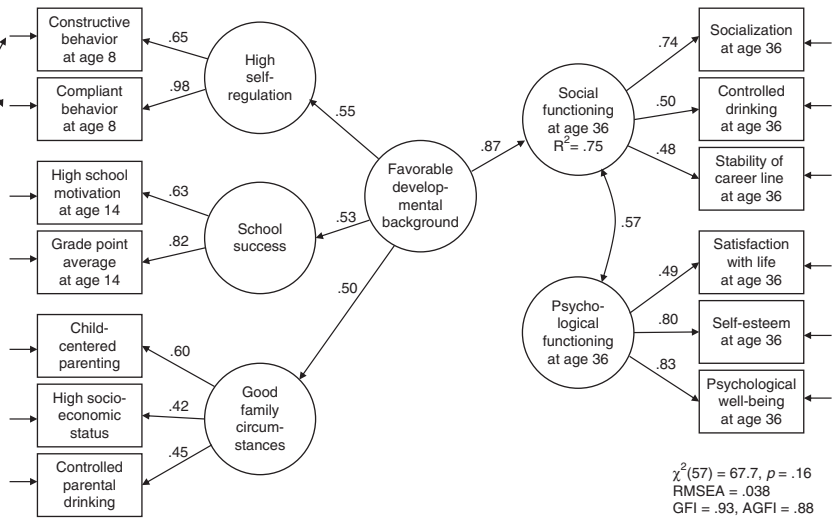 Constructive
behavior
at age 8
.65
Compliant
behavior
at age 8
.98
High
self-
regulation
.55
High school
motivation
at age 14
.63
Grade point
average
at age 14
.82
School
success
.53
Child-
centered
parenting
.60
High socio-
economic
status
.42
Controlled
parental
drinking
.45
Good
family
circum-
stances
.50
Favorable
develop-
mental
background
.87
Social
functioning
at age 36
R²= .75
.74
Socialization
at age 36
.50
Controlled
drinking
at age 36
.48
Stability of
career line
at age 36
.57
Psycho-
logical
functioning
at age 36
.49
Satisfaction
with life
at age 36
.80
Self-esteem
at age 36
.83
Psychological
well-being
at age 36
χ²(57) = 67.7, p = .16
RMSEA = .038
GFI = .93, AGFI = .88